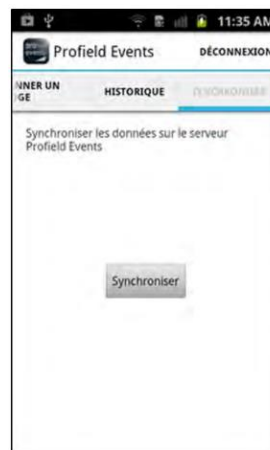 11:35 AM
Profield Events
DÉCONNEXION
NNER UN
GE
HISTORIQUE
SYNCHRONISER
Synchroniser les données sur le serveur
Profield Events
Synchroniser